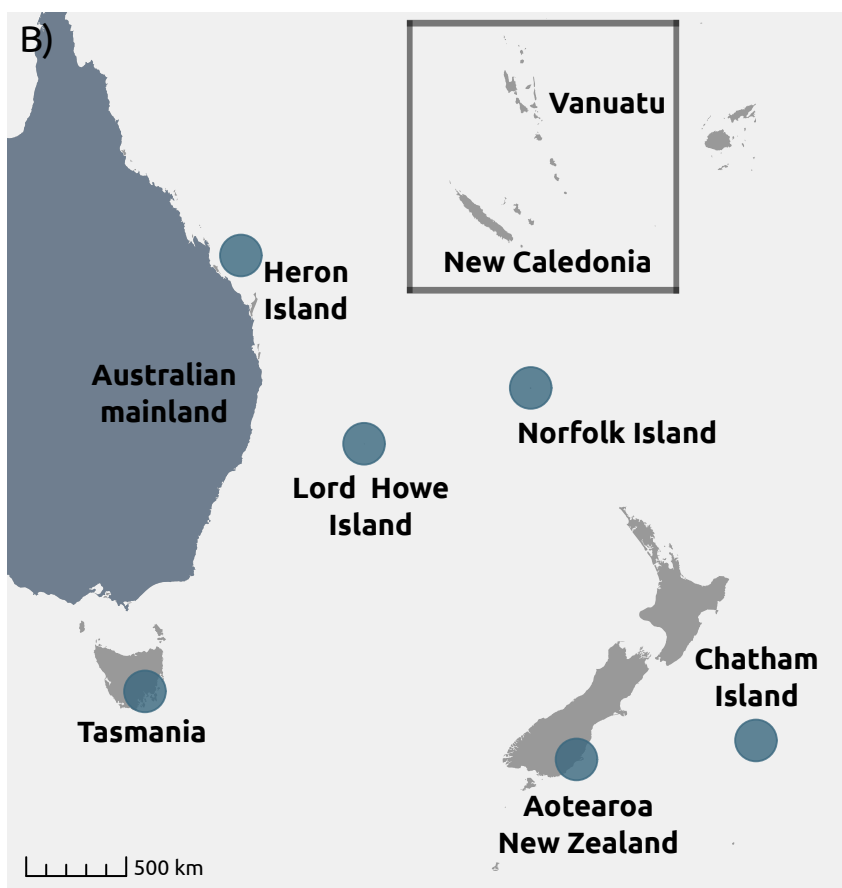 B)
Vanuatu
New Caledonia
Heron
Island
Australian
mainland
Norfolk Island
Lord Howe
Island
Chatham
Island
Tasmania
Aotearoa
New Zealand
500 km